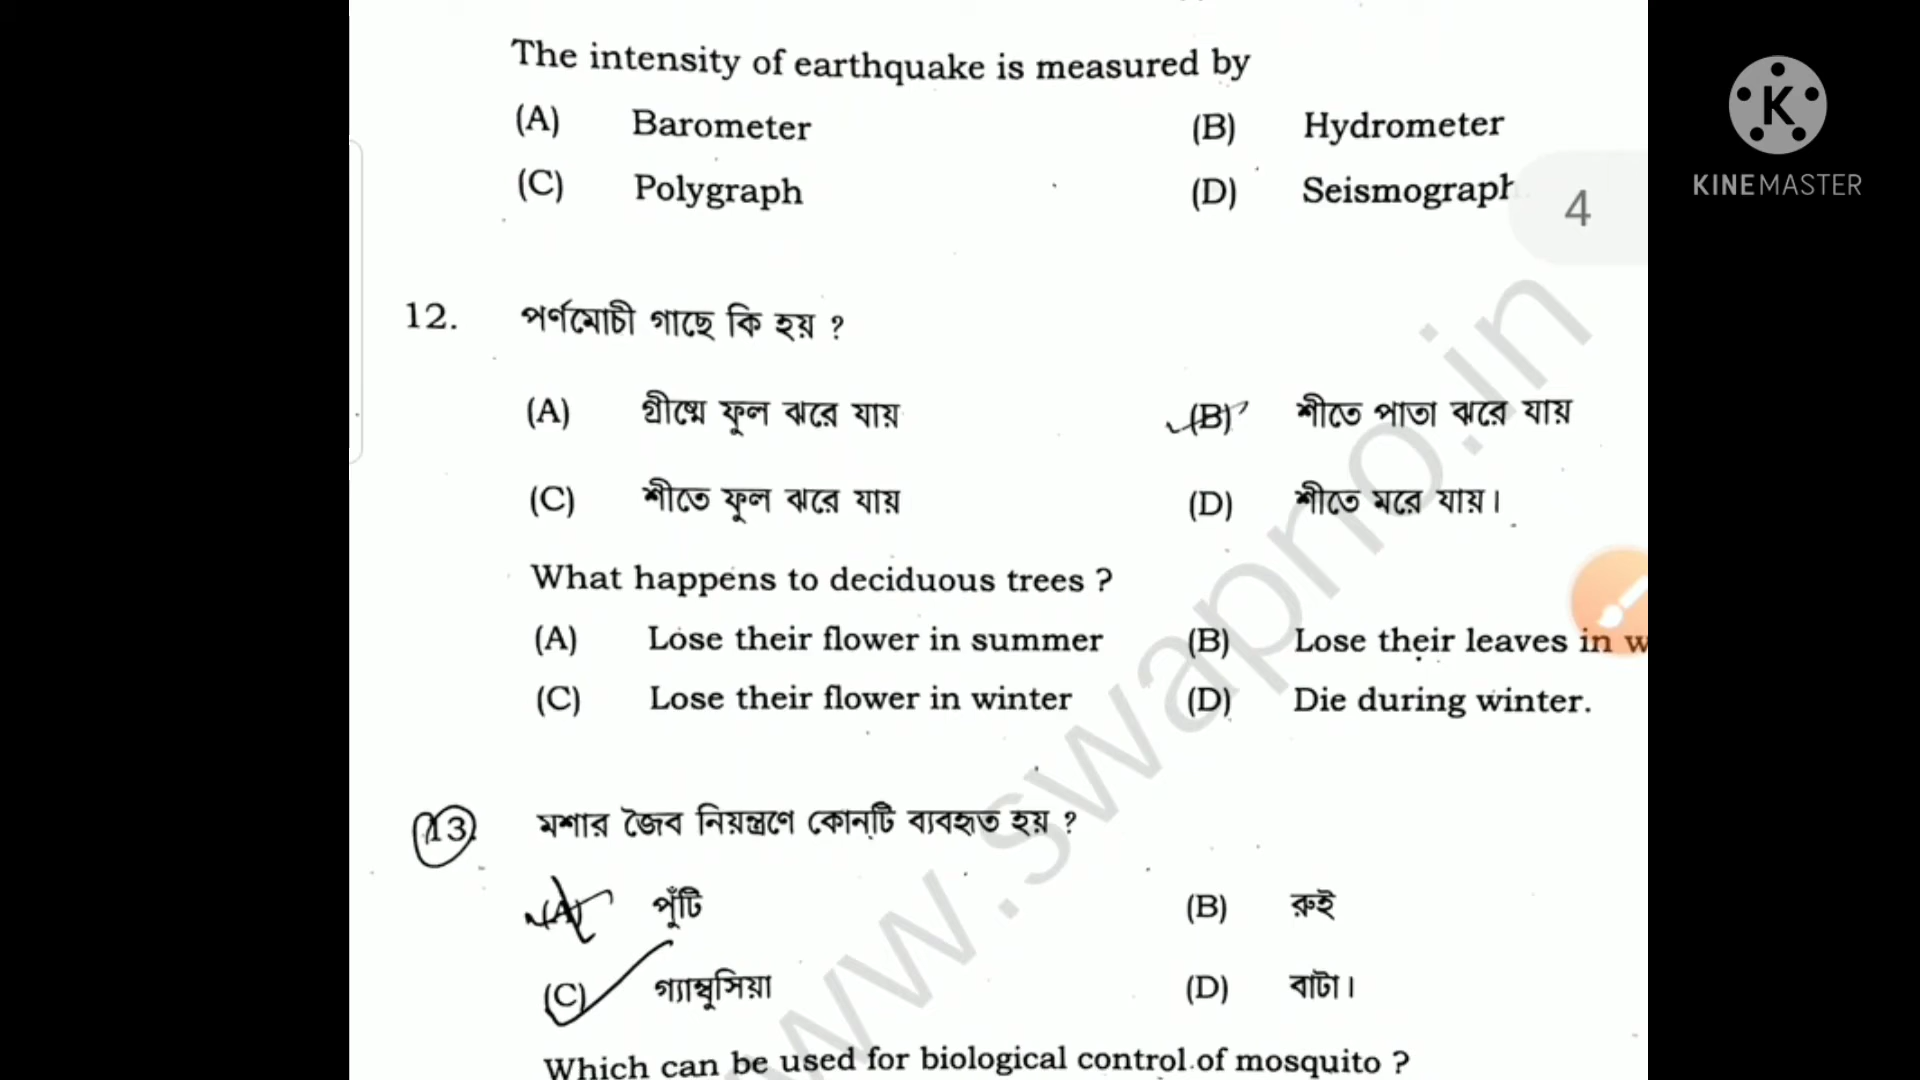 The intensity of earthquake is measured by
(A) Barometer (B) Hydrometer
(C) Polygraph (D) Seismograph
4
K
KINEMASTER
12. পর্ণমোচী গাছে কি হয় ?
(A) গ্রীষ্মে ফুল ঝরে যায় (B) শীতে পাতা ঝরে যায়
(C) শীতে ফুল ঝরে যায় (D) শীতে মরে যায়।
What happens to deciduous trees ?
(A) Lose their flower in summer (B) Lose their leaves in w
(C) Lose their flower in winter (D) Die during winter.
13. মশার জৈব নিয়ন্ত্রণে কোন্‌টি ব্যবহৃত হয় ?
(A) পুঁটি (B) রুই
(C) গ্যাম্বুসিয়া (D) বাটা।
Which can be used for biological control of mosquito ?
www.swapno.in